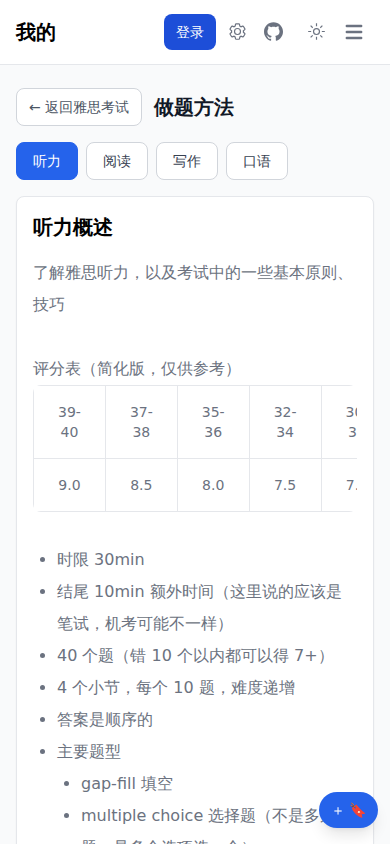 我的
登录
← 返回雅思考试
做题方法
听力
阅读
写作
口语
听力概述
了解雅思听力，以及考试中的一些基本原则、
技巧
评分表（简化版，仅供参考）
39-40 37-38 35-36 32-34
9.0 8.5 8.0 7.5
时限 30min
结尾 10min 额外时间（这里说的应该是
笔试，机考可能不一样）
40 个题（错 10 个以内都可以得 7+）
4 个小节，每个 10 题，难度递增
答案是顺序的
主要题型
gap-fill 填空
multiple choice 选择题（不是多